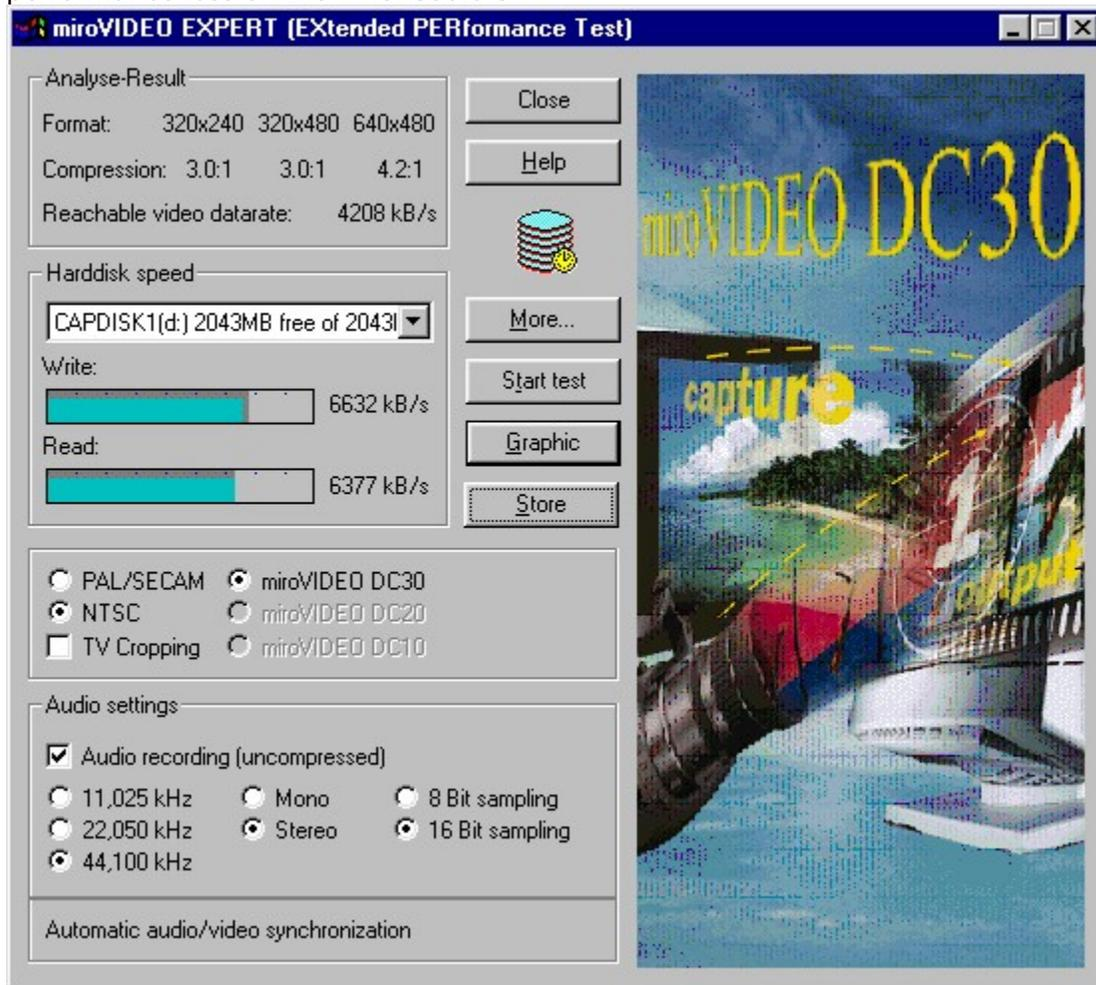 miroVIDEO EXPERT (EXtended PERformance Test)
Analyse-Result
Format: 320x240 320x480 640x480
Compression: 3.0:1 3.0:1 4.2:1
Reachable video datarate: 4208 kB/s
Harddisk speed
CAPDISK1(d:) 2043MB free of 2043
Write:
6632 kB/s
Read:
6377 kB/s
Close
Help
More...
Start test
Graphic
Store
PAL/SECAM miroVIDEO DC30
NTSC miroVIDEO DC20
TV Cropping miroVIDEO DC10
Audio settings
Audio recording (uncompressed)
11,025 kHz Mono 8 Bit sampling
22,050 kHz Stereo 16 Bit sampling
44,100 kHz
Automatic audio/video synchronization
miroVIDEO DC30
capture
output